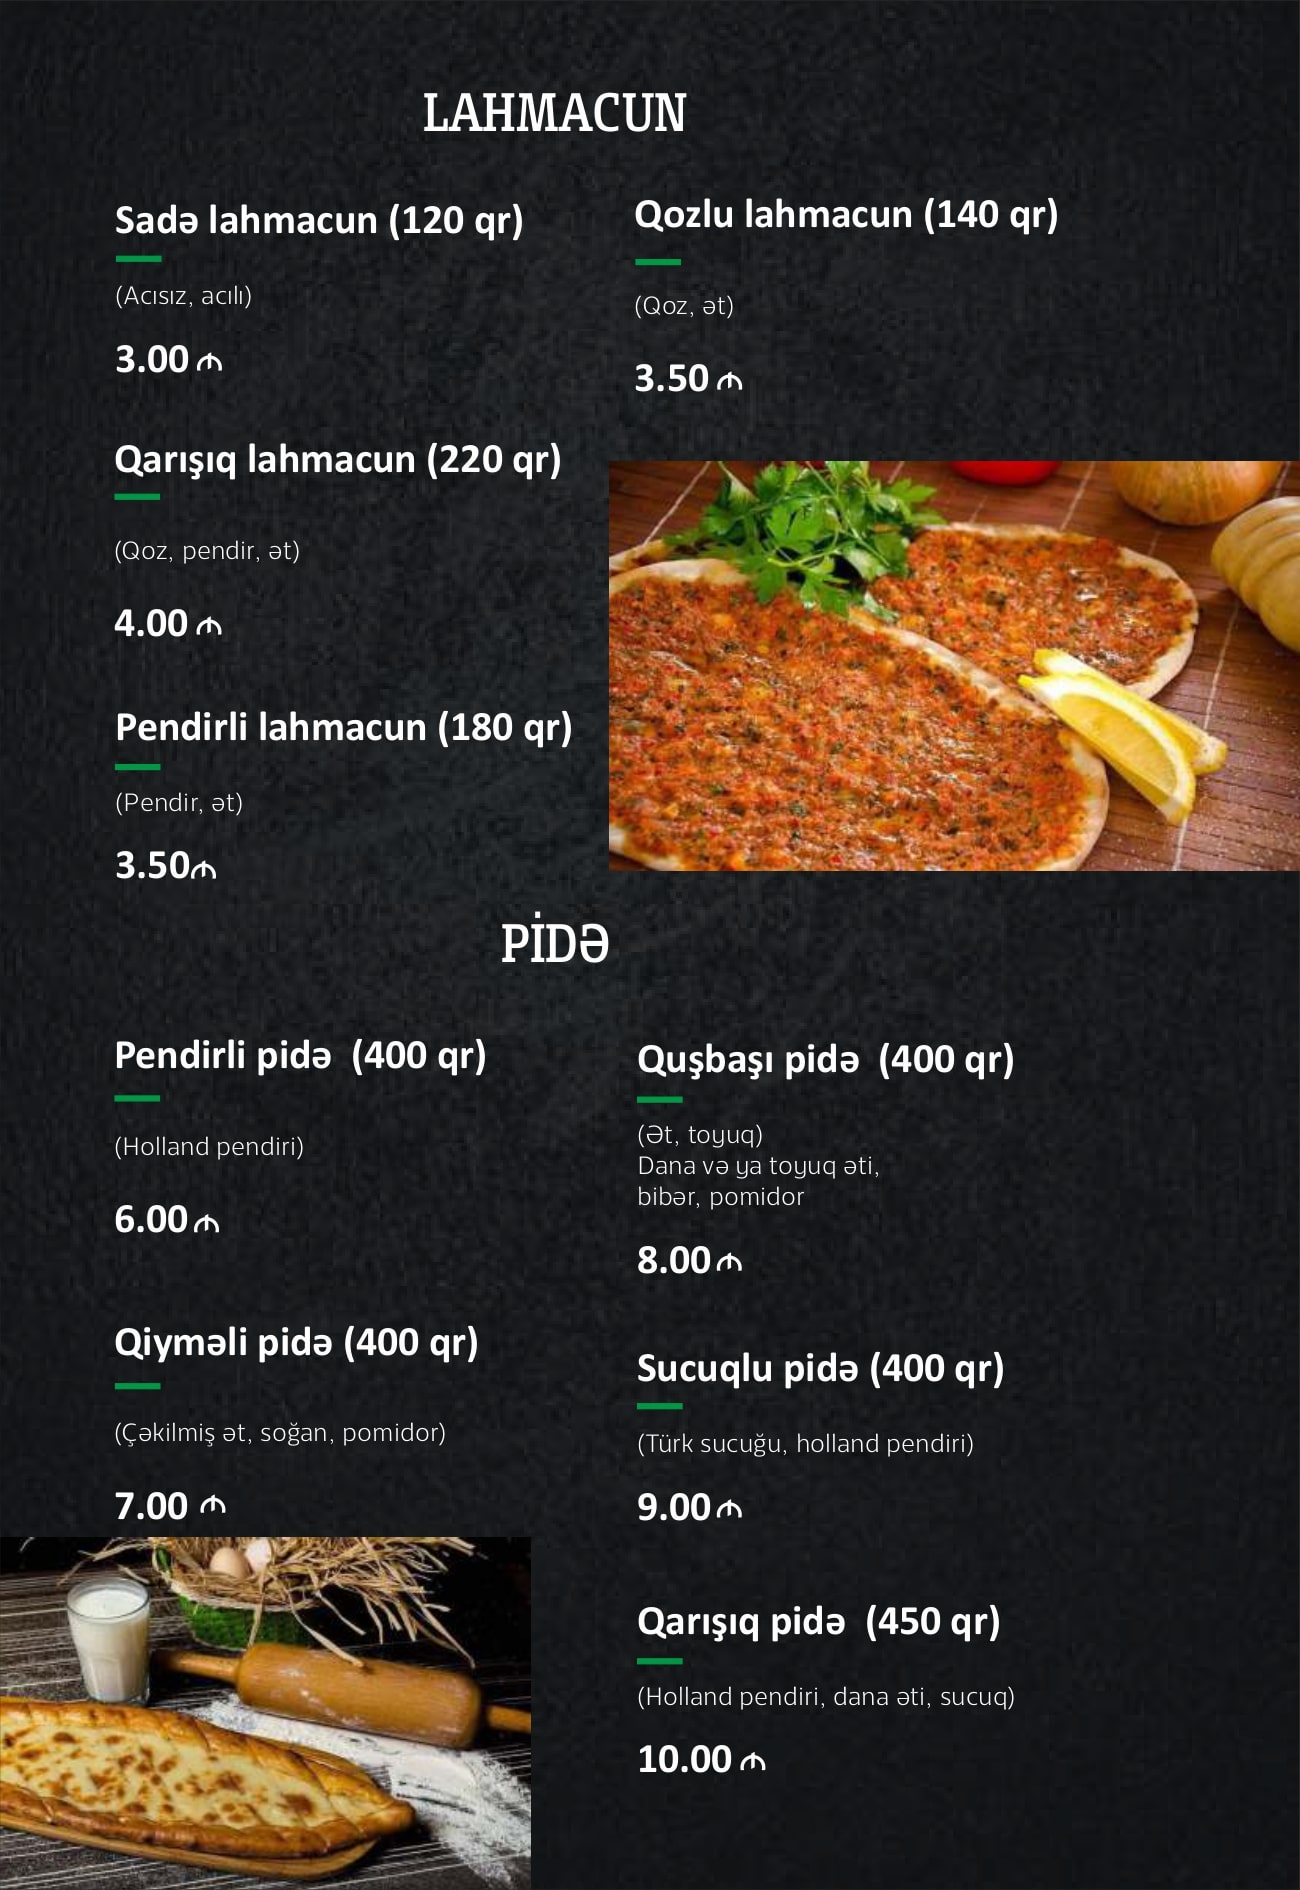 LAHMACUN
Sadə lahmacun (120 qr)
(Acısız, acılı)
3.00 ₼
Qozlu lahmacun (140 qr)
(Qoz, ət)
3.50 ₼
Qarışıq lahmacun (220 qr)
(Qoz, pendir, ət)
4.00 ₼
Pendirli lahmacun (180 qr)
(Pendir, ət)
3.50₼
PİDƏ
Pendirli pidə (400 qr)
(Holland pendiri)
6.00 ₼
Quşbaşı pidə (400 qr)
(Ət, toyuq)
Dana və ya toyuq əti,
bibər, pomidor
8.00 ₼
Qiyməli pidə (400 qr)
(Çəkilmiş ət, soğan, pomidor)
7.00 ₼
Sucuqlu pidə (400 qr)
(Türk sucuğu, holland pendiri)
9.00 ₼
Qarışıq pidə (450 qr)
(Holland pendiri, dana əti, sucuq)
10.00 ₼